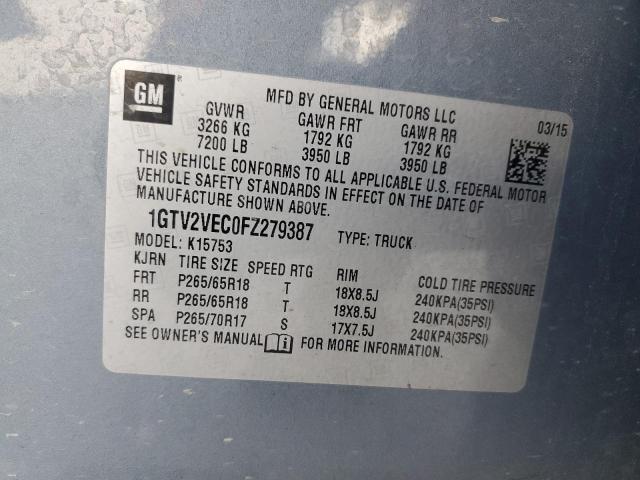 GM
MFD BY GENERAL MOTORS LLC
GVWR GAWR FRT GAWR RR 03/15
3266 KG 1792 KG 1792 KG
7200 LB 3950 LB 3950 LB
THIS VEHICLE CONFORMS TO ALL APPLICABLE U.S. FEDERAL MOTOR
VEHICLE SAFETY STANDARDS IN EFFECT ON THE DATE OF
MANUFACTURE SHOWN ABOVE.
1GTV2VEC0FZ279387 TYPE: TRUCK
MODEL: K15753
KJRN TIRE SIZE SPEED RTG RIM COLD TIRE PRESSURE
FRT P265/65R18 T 18X8.5J 240KPA(35PSI)
RR P265/65R18 T 18X8.5J 240KPA(35PSI)
SPA P265/70R17 S 17X7.5J 240KPA(35PSI)
SEE OWNER'S MANUAL i FOR MORE INFORMATION.